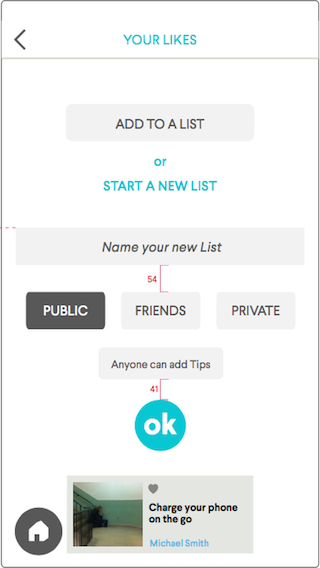 YOUR LIKES
ADD TO A LIST
or
START A NEW LIST
Name your new List
54
PUBLIC
FRIENDS
PRIVATE
Anyone can add Tips
41
ok
Charge your phone
on the go
Michael Smith